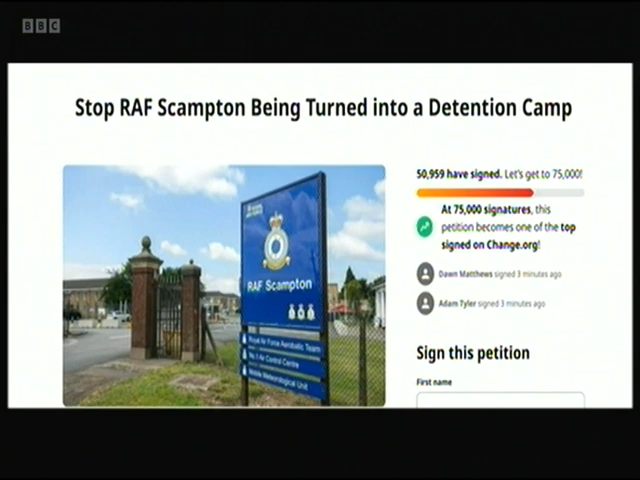 BBC
Stop RAF Scampton Being Turned into a Detention Camp
50,959 have signed. Let's get to 75,000!
At 75,000 signatures, this
petition becomes one of the top
signed on Change.org!
Dawn Matthews signed 3 minutes ago
Adam Tyler signed 3 minutes ago
Sign this petition
First name
RAF Scampton
Royal Air Force Aerobatic Team
No. 1 Air Control Centre
Mobile Meteorological Unit